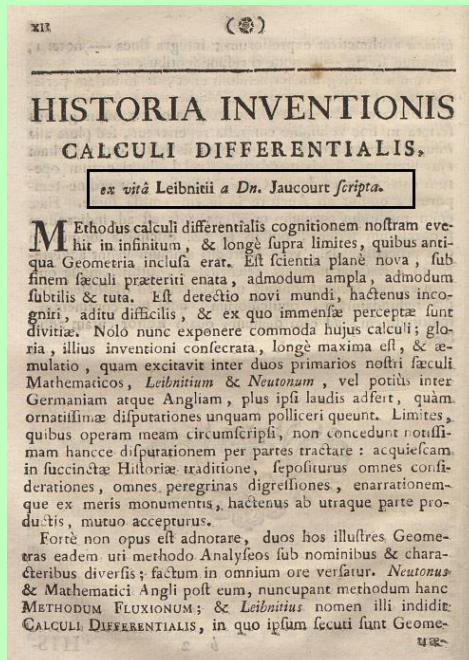 XII
HISTORIA INVENTIONIS
CALCULI DIFFERENTIALIS,
ex vitâ Leibnitii a Dn. Jaucourt ſcripta.
MEthodus calculi differentialis cognitionem noſtram eve-
hit in infinitum, & longè ſupra limites, quibus anti-
qua Geometria incluſa erat. Eſt ſcientia planè nova, ſub
finem ſæculi præteriti enata, admodum ampla, admodum
ſubtilis & tuta. Eſt detectio novi mundi, hactenus inco-
gniti, aditu difficilis, & ex quo immenſæ perceptæ ſunt
divitiæ. Nolo nunc exponere commoda hujus calculi; glo-
ria, illius inventioni conſecrata, longè maxima eſt, & æ-
mulatio, quam excitavit inter duos primarios noſtri ſæculi
Mathematicos, Leibnitium & Neutonum, vel potiùs inter
Germaniam atque Angliam, plus ipſi laudis adfert, quàm
ornatiſſimæ diſputationes unquam polliceri queunt. Limites,
quibus operam meam circumſcripſi, non concedunt notiſſi-
mam hancce diſputationem per partes tractare: acquieſcam
in ſuccinctæ Hiſtoriæ traditione, ſepoſiturus omnes conſi-
derationes, omnes peregrinas digreſſiones, enarrationem-
que ex meris monumentis, hactenus ab utraque parte pro-
ductis, mutuo accepturus.
Fortè non opus eſt adnotare, duos hos illuſtres Geome-
tras eadem uti methodo Analyſeos ſub nominibus & chara-
cteribus diverſis; factum in omnium ore verſatur. Neutonus
& Mathematici Angli poſt eum, nuncupant methodum hanc
METHODUM FLUXIONUM; & Leibnitius nomen illi indidit
CALCULI DIFFERENTIALIS, in quo ipſum ſecuti ſunt Geome-